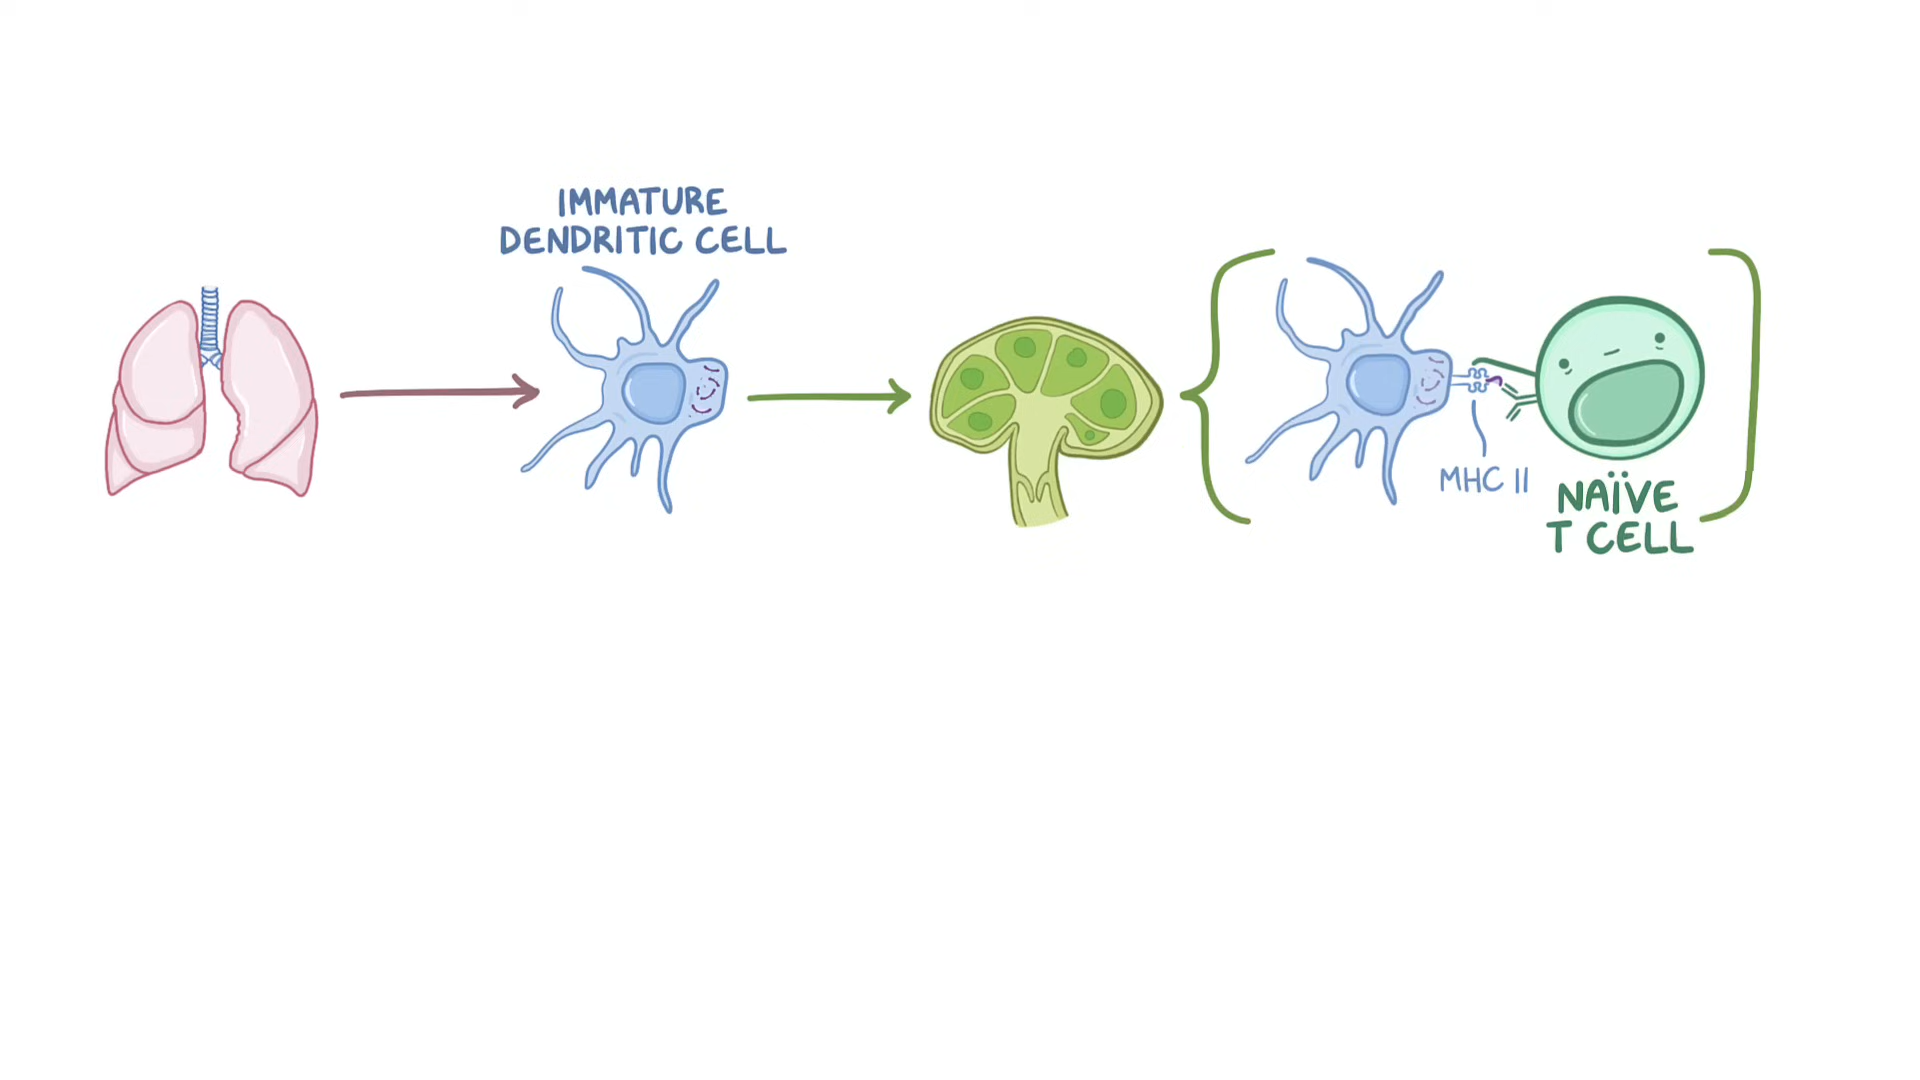 IMMATURE
DENDRITIC CELL
MHC II
NAÏVE
T CELL